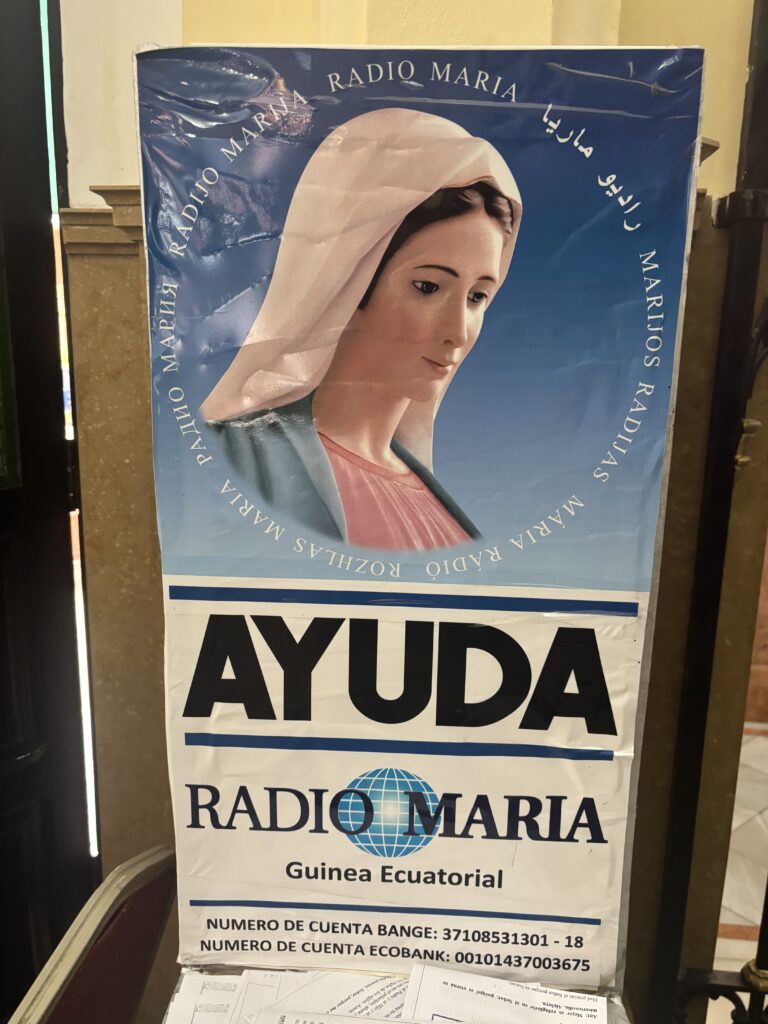 RADIO MARIA
راديو ماريا
MARIJOS RADIJAS
MÁRIA RÁDIÓ
ROZHLAS MARIA
РАДИО МАРИЯ
RADIJO MARIJA
AYUDA
RADIO MARIA
Guinea Ecuatorial
NUMERO DE CUENTA BANGE: 37108531301 - 18
NUMERO DE CUENTA ECOBANK: 00101437003675